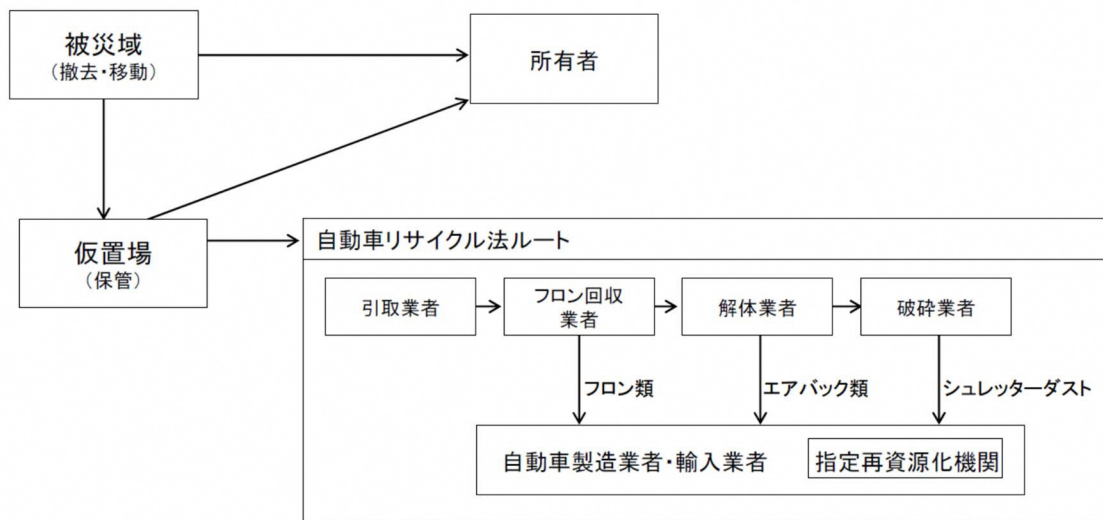 被災域
(撤去・移動)
所有者
仮置場
(保管)
自動車リサイクル法ルート
引取業者
フロン回収
業者
解体業者
破砕業者
フロン類
エアバック類
シュレッターダスト
自動車製造業者・輸入業者
指定再資源化機関